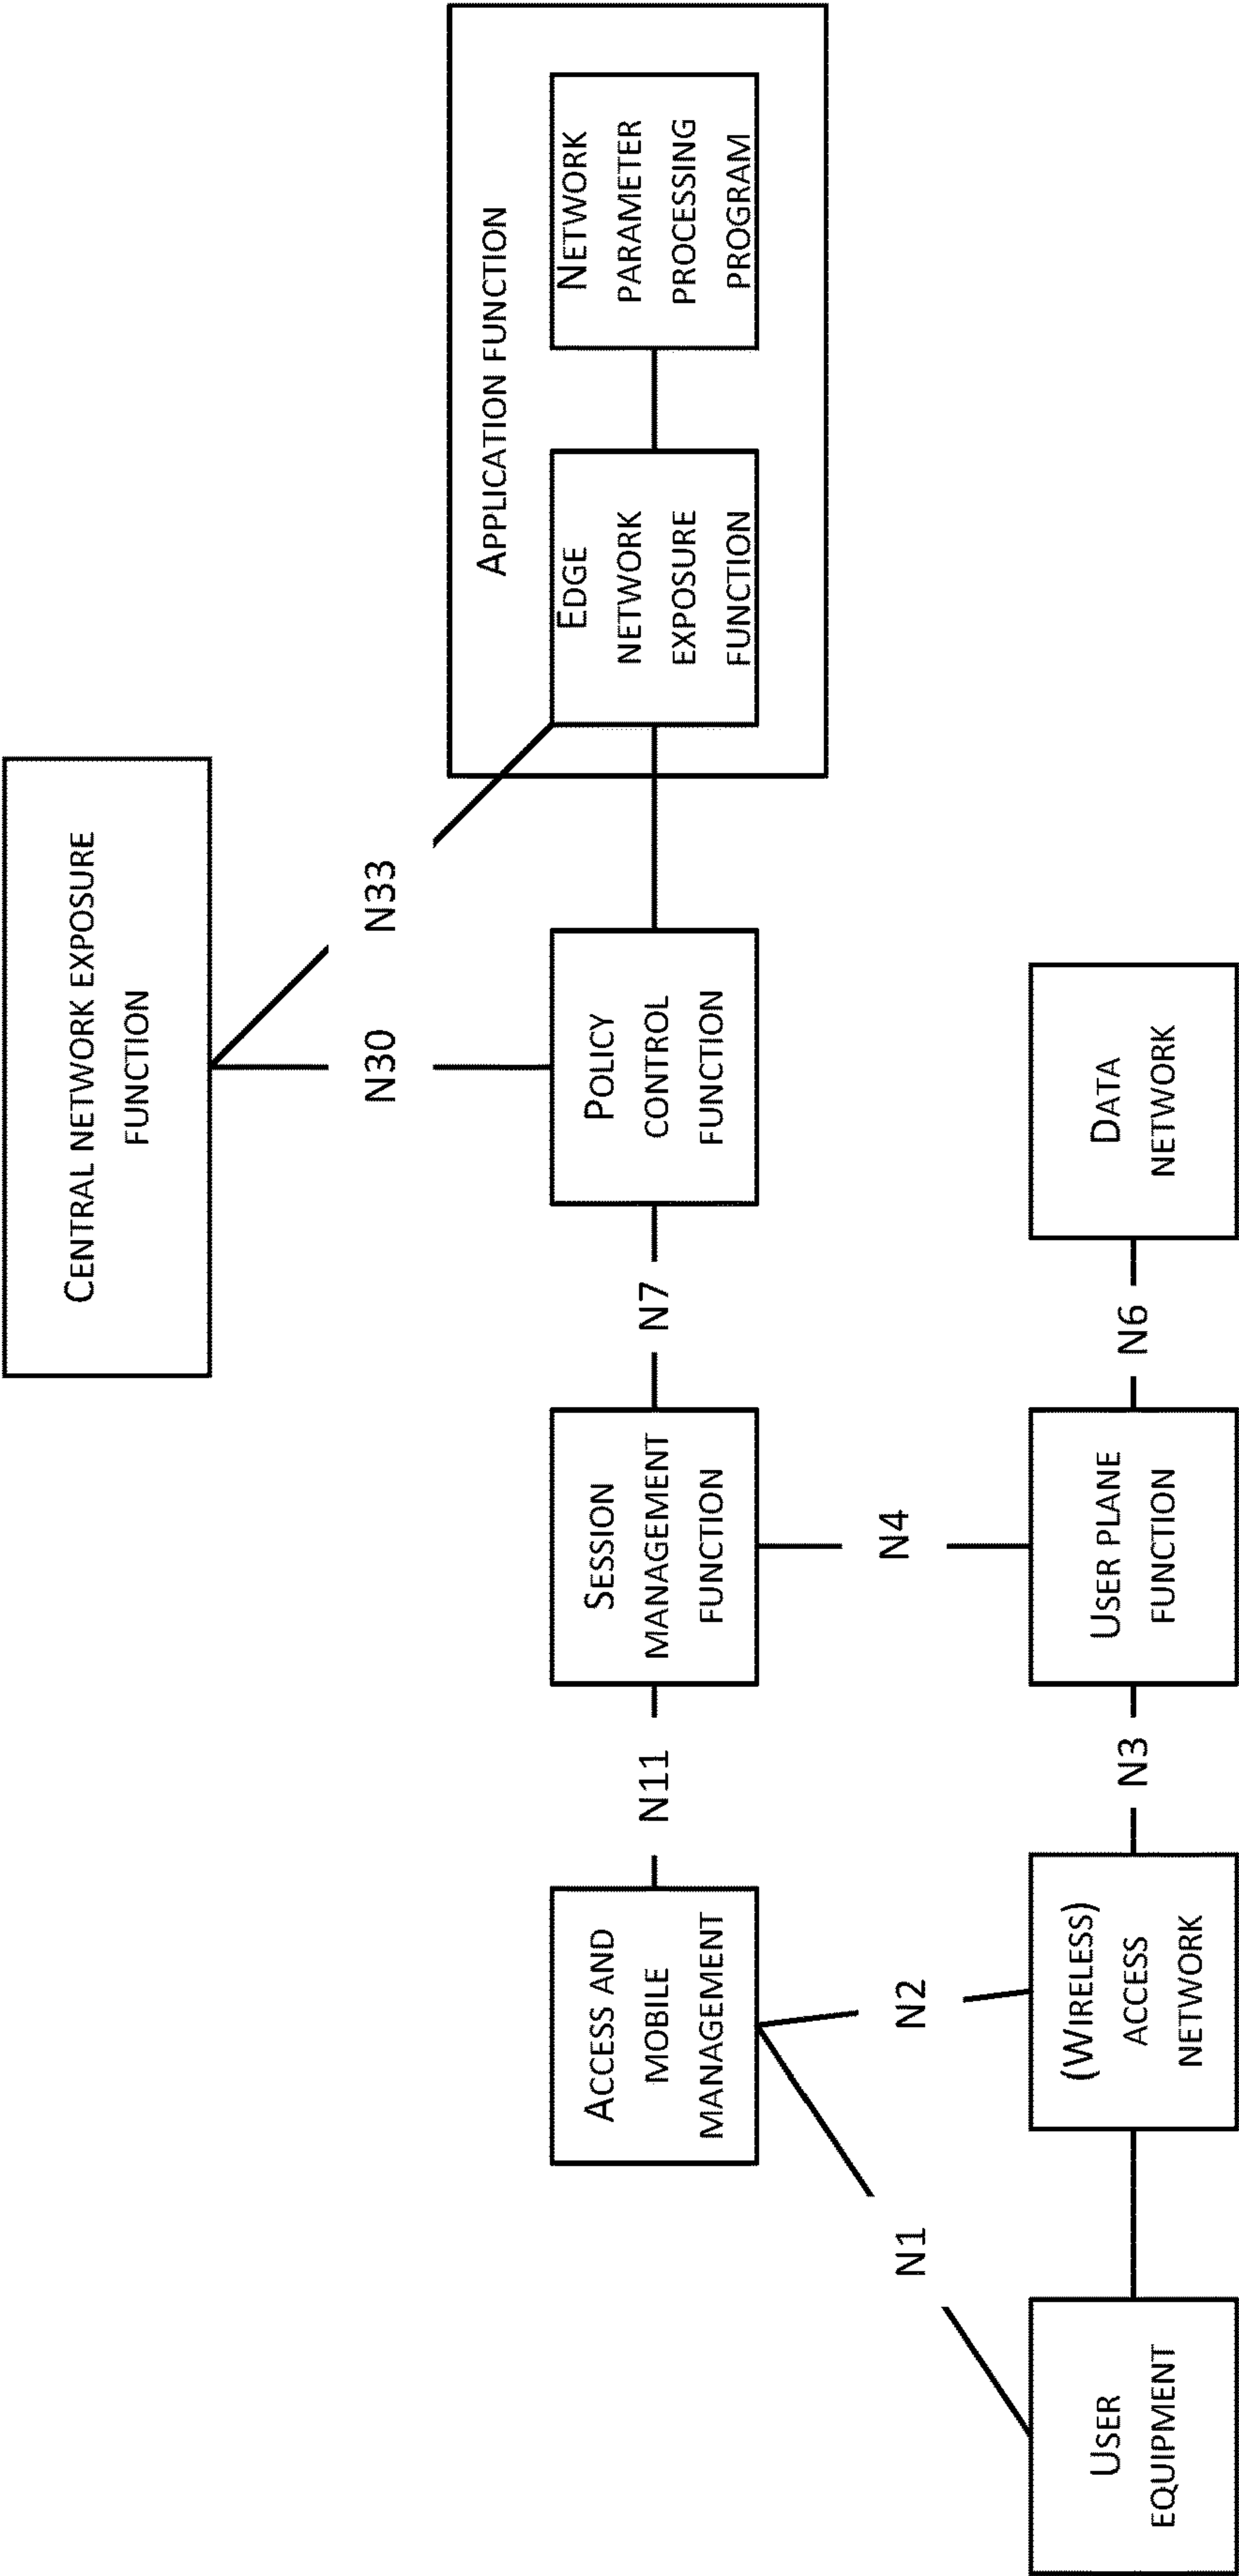 CENTRAL NETWORK EXPOSURE
FUNCTION
N30
N33
APPLICATION FUNCTION
ACCESS AND
MOBILE
MANAGEMENT
N11
SESSION
MANAGEMENT
FUNCTION
N7
POLICY
CONTROL
FUNCTION
EDGE
NETWORK
EXPOSURE
FUNCTION
NETWORK
PARAMETER
PROCESSING
PROGRAM
N1
N2
N4
USER
EQUIPMENT
(WIRELESS)
ACCESS
NETWORK
N3
USER PLANE
FUNCTION
N6
DATA
NETWORK